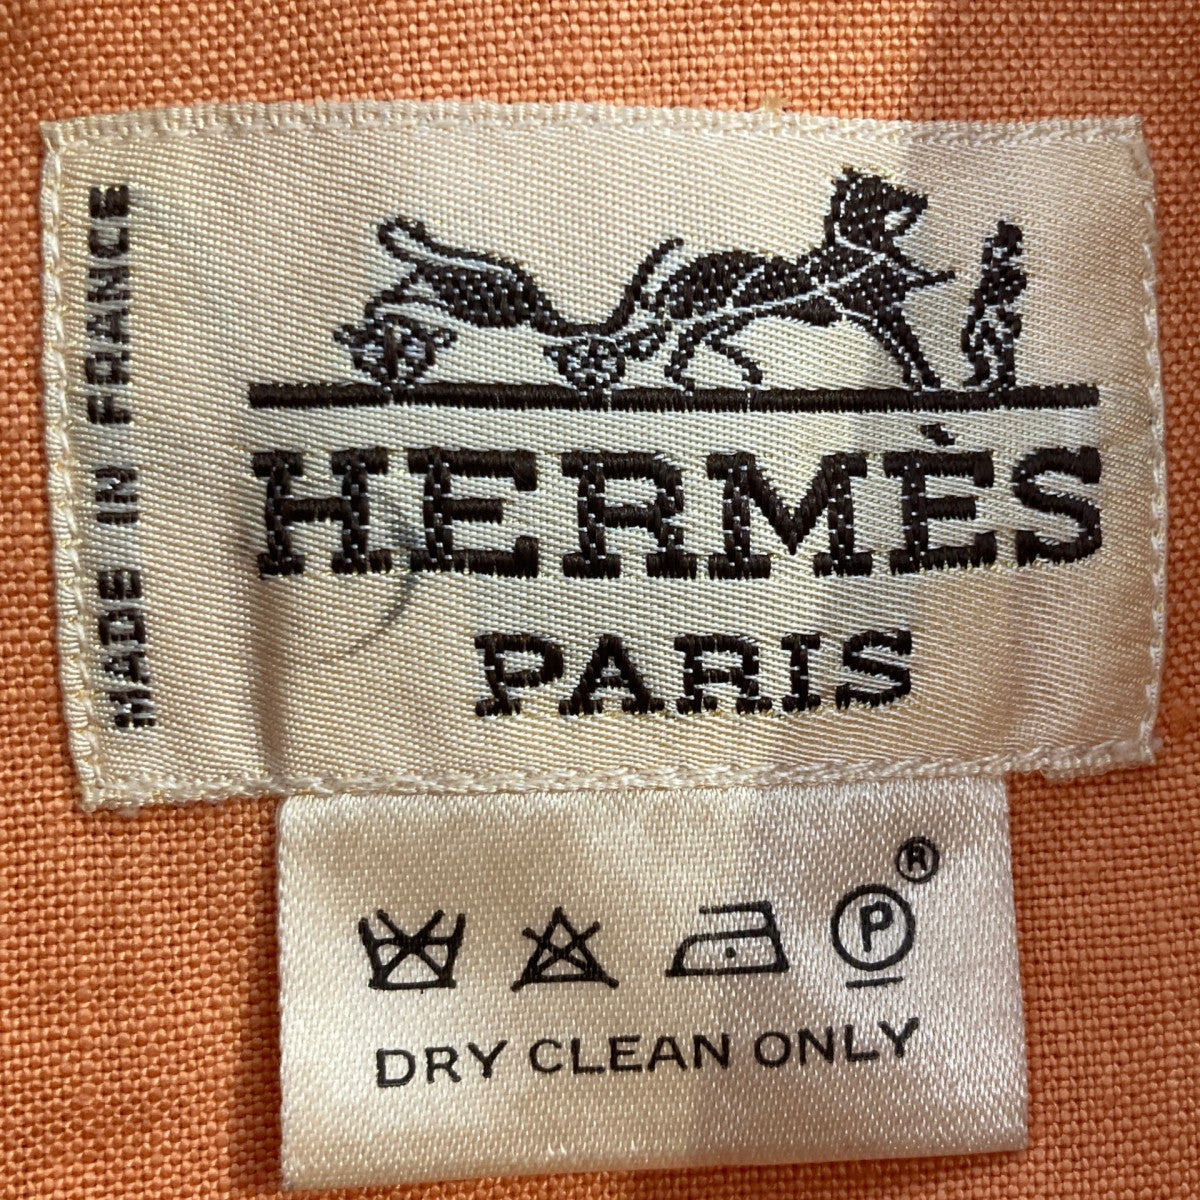 MADE IN FRANCE
HERMÈS
PARIS
P ®
DRY CLEAN ONLY